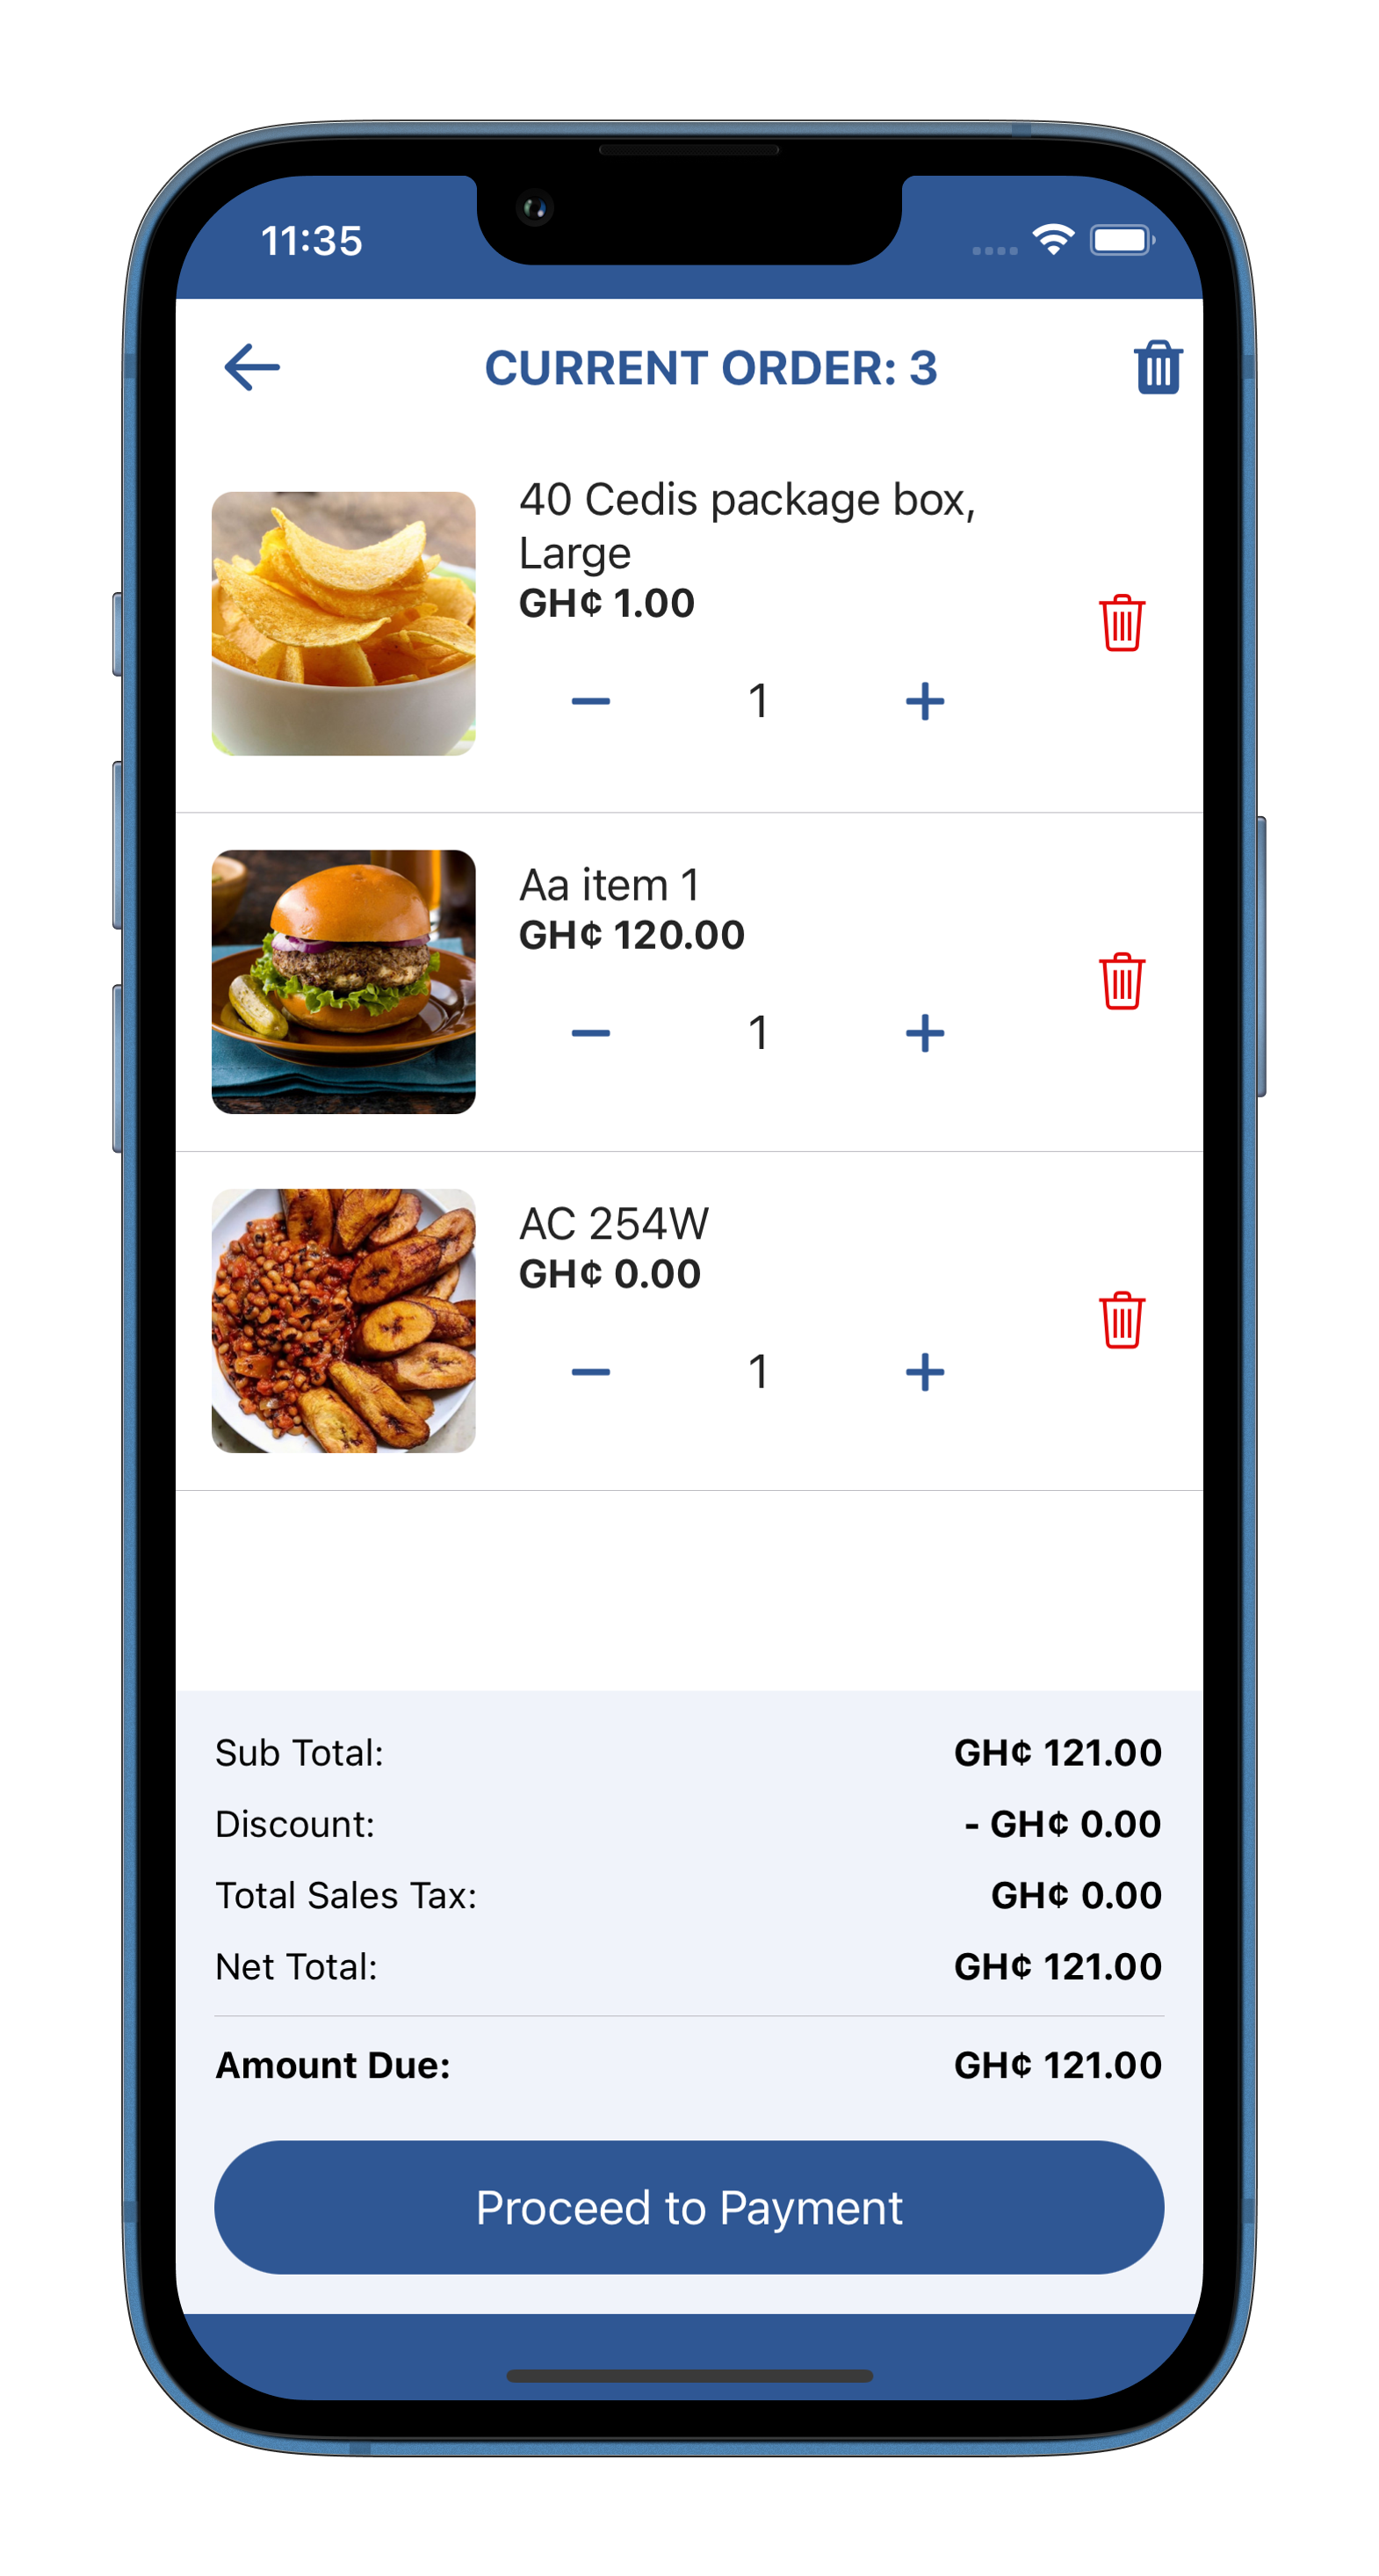 11:35
CURRENT ORDER: 3
40 Cedis package box,
Large
GH¢ 1.00
1
Aa item 1
GH¢ 120.00
1
AC 254W
GH¢ 0.00
1
Sub Total: GH¢ 121.00
Discount: - GH¢ 0.00
Total Sales Tax: GH¢ 0.00
Net Total: GH¢ 121.00
Amount Due: GH¢ 121.00
Proceed to Payment